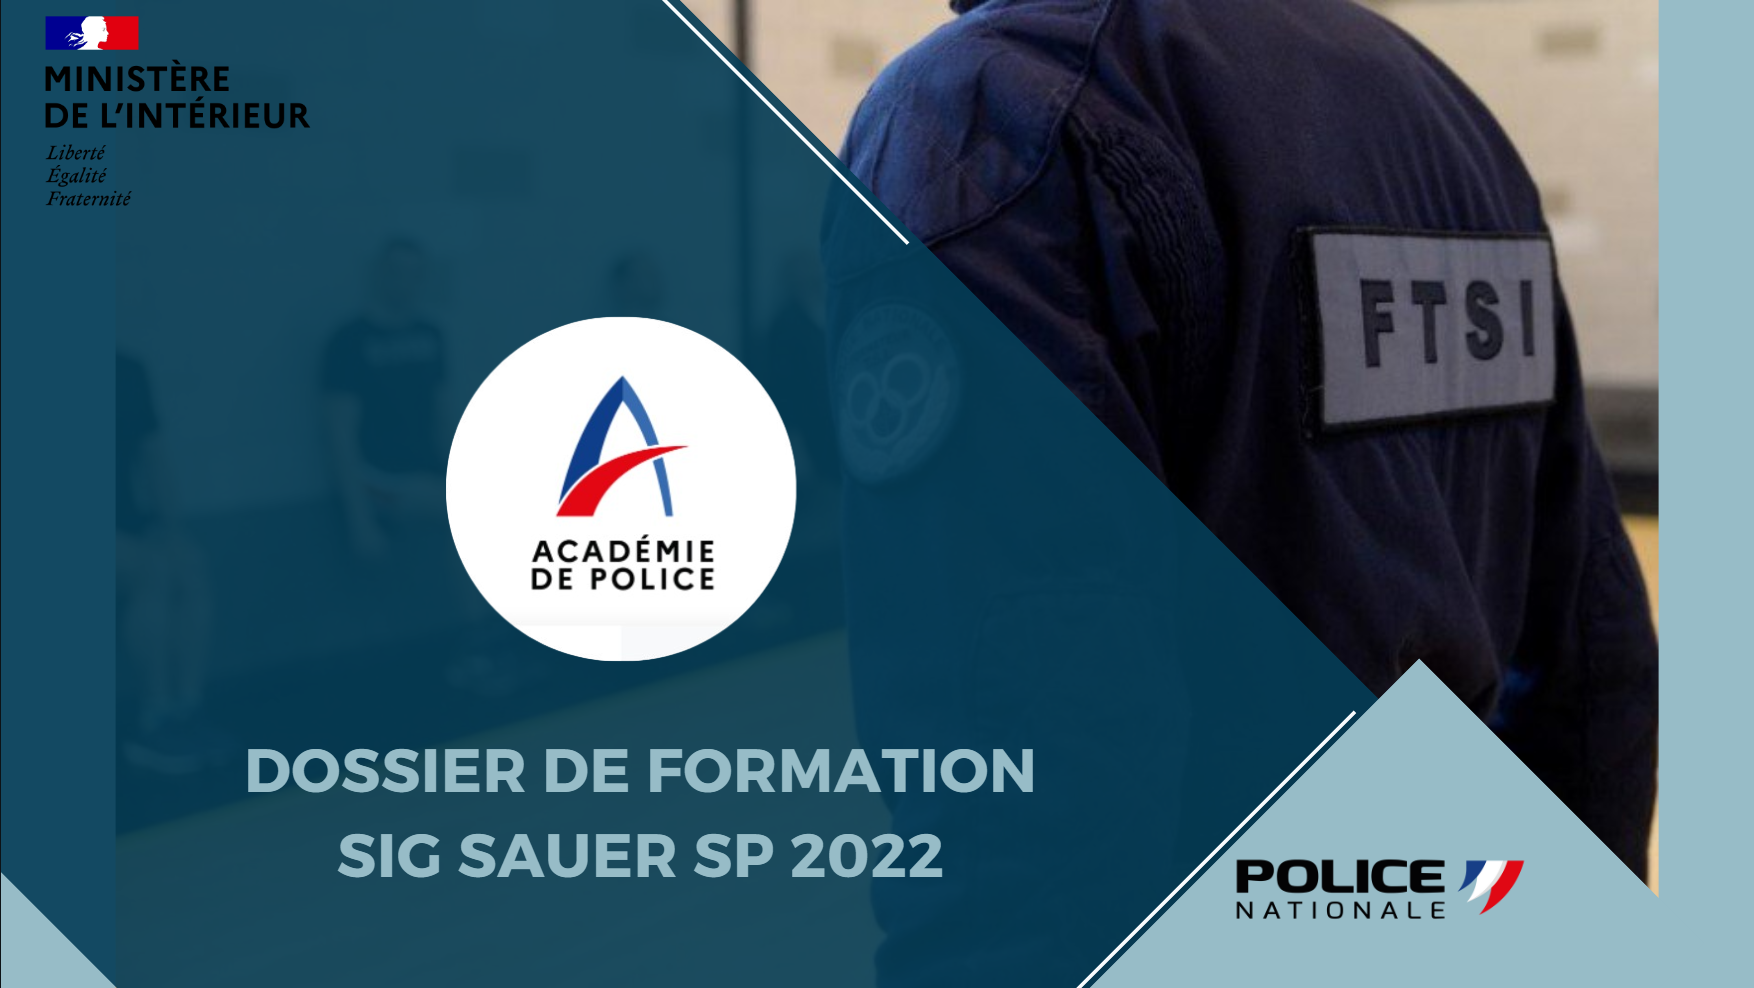 MINISTÈRE
DE L'INTÉRIEUR
Liberté
Égalité
Fraternité
FTSI
ACADÉMIE
DE POLICE
DOSSIER DE FORMATION
SIG SAUER SP 2022
POLICE
NATIONALE